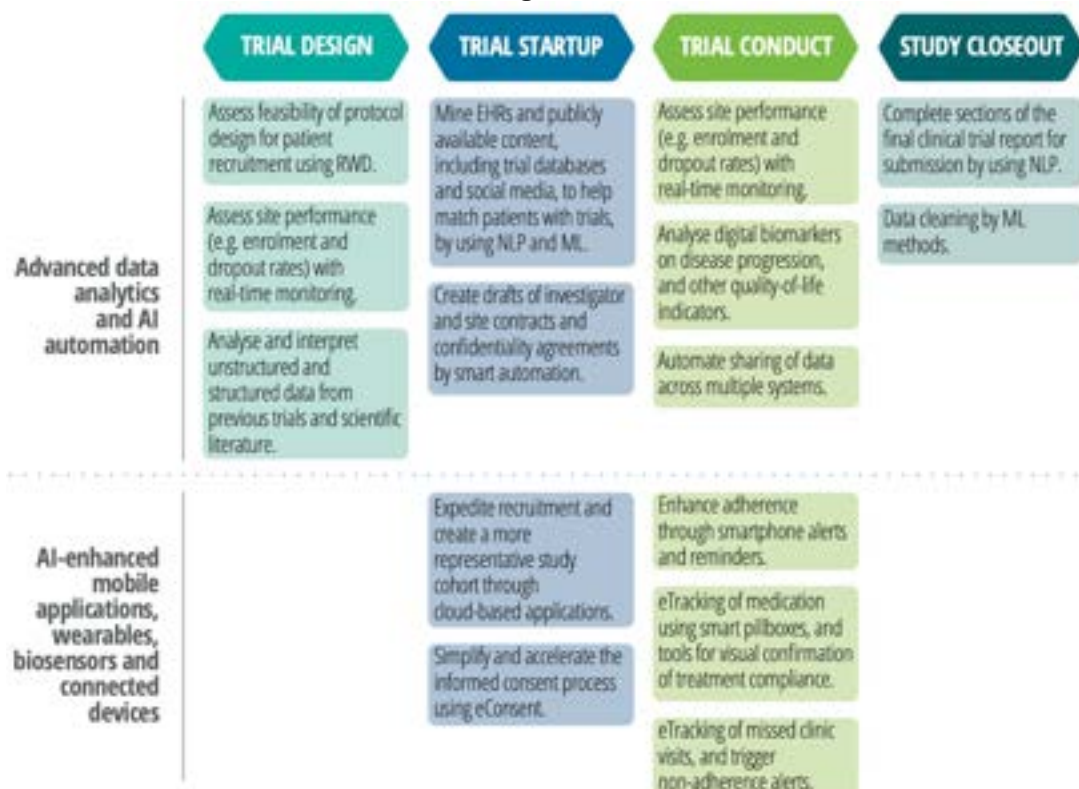 TRIAL DESIGN
TRIAL STARTUP
TRIAL CONDUCT
STUDY CLOSEOUT
Advanced data
analytics
and AI
automation
Assess feasibility of protocol
design for patient
recruitment using RWD.
Assess site performance
(e.g. enrolment and
dropout rates) with
real-time monitoring.
Analyse and interpret
unstructured and
structured data from
previous trials and scientific
literature.
Mine EHRs and publicly
available content,
including trial databases
and social media, to help
match patients with trials,
by using NLP and ML.
Create drafts of investigator
and site contracts and
confidentiality agreements
by smart automation.
Assess site performance
(e.g. enrolment and
dropout rates) with
real-time monitoring.
Analyse digital biomarkers
on disease progression,
and other quality-of-life
indicators.
Automate sharing of data
across multiple systems.
Complete sections of the
final clinical trial report for
submission by using NLP.
Data cleaning by ML
methods.
AI-enhanced
mobile
applications,
wearables,
biosensors and
connected
devices
Expedite recruitment and
create a more
representative study
cohort through
cloud-based applications.
Simplify and accelerate the
informed consent process
using eConsent.
Enhance adherence
through smartphone alerts
and reminders.
eTracking of medication
using smart pillboxes, and
tools for visual confirmation
of treatment compliance.
eTracking of missed clinic
visits, and trigger
non-adherence alerts.